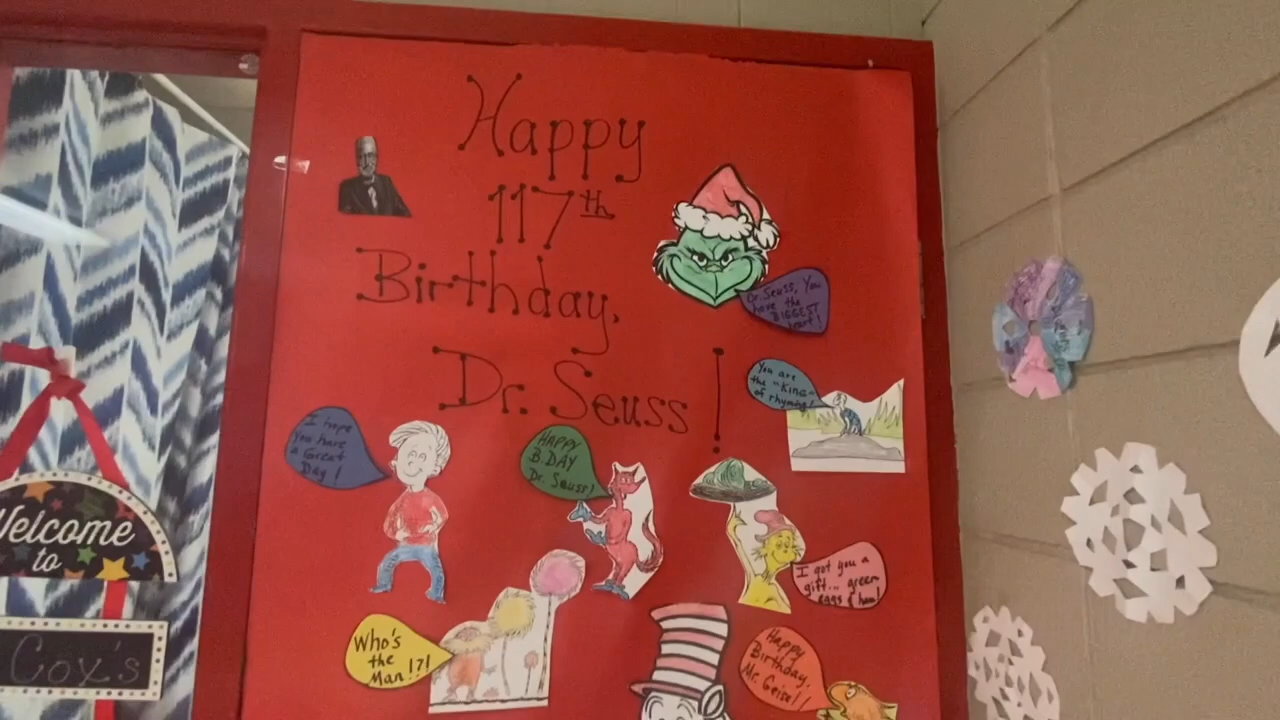 Happy
117th
Birthday,
Dr. Seuss!
Dr. Seuss, You
have the
BIGGEST
heart!
You are
the "King"
of rhyming!
I hope
You have
a Great
Day!
HAPPY
B.DAY
Dr. Seuss!
I got you a
gift... green
eggs & ham!
Who's
the
Man!?!
Happy
Birthday,
Mr. Geisel!
Welcome
to
Cox's